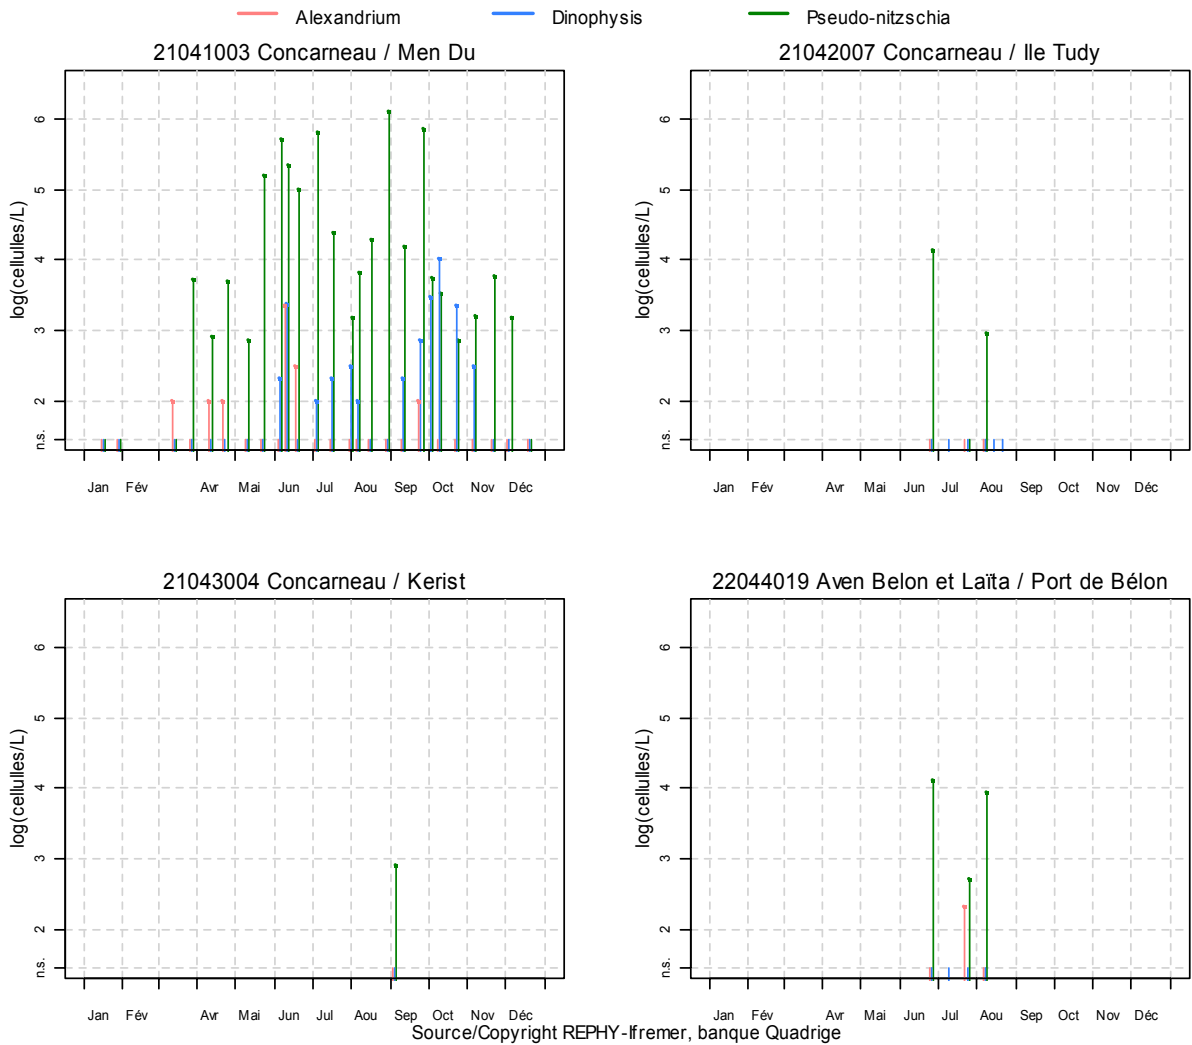 Alexandrium Dinophysis Pseudo-nitzschia
21041003 Concarneau / Men Du
log(cellulles/L)
6
5
4
3
2
n.s.
Jan Fév Avr Mai Jun Jul Aou Sep Oct Nov Déc
21042007 Concarneau / Ile Tudy
log(cellulles/L)
6
5
4
3
2
n.s.
Jan Fév Avr Mai Jun Jul Aou Sep Oct Nov Déc
21043004 Concarneau / Kerist
log(cellulles/L)
6
5
4
3
2
n.s.
Jan Fév Avr Mai Jun Jul Aou Sep Oct Nov Déc
22044019 Aven Belon et Laïta / Port de Bélon
log(cellulles/L)
6
5
4
3
2
n.s.
Jan Fév Avr Mai Jun Jul Aou Sep Oct Nov Déc
Source/Copyright REPHY-Ifremer, banque Quadrige